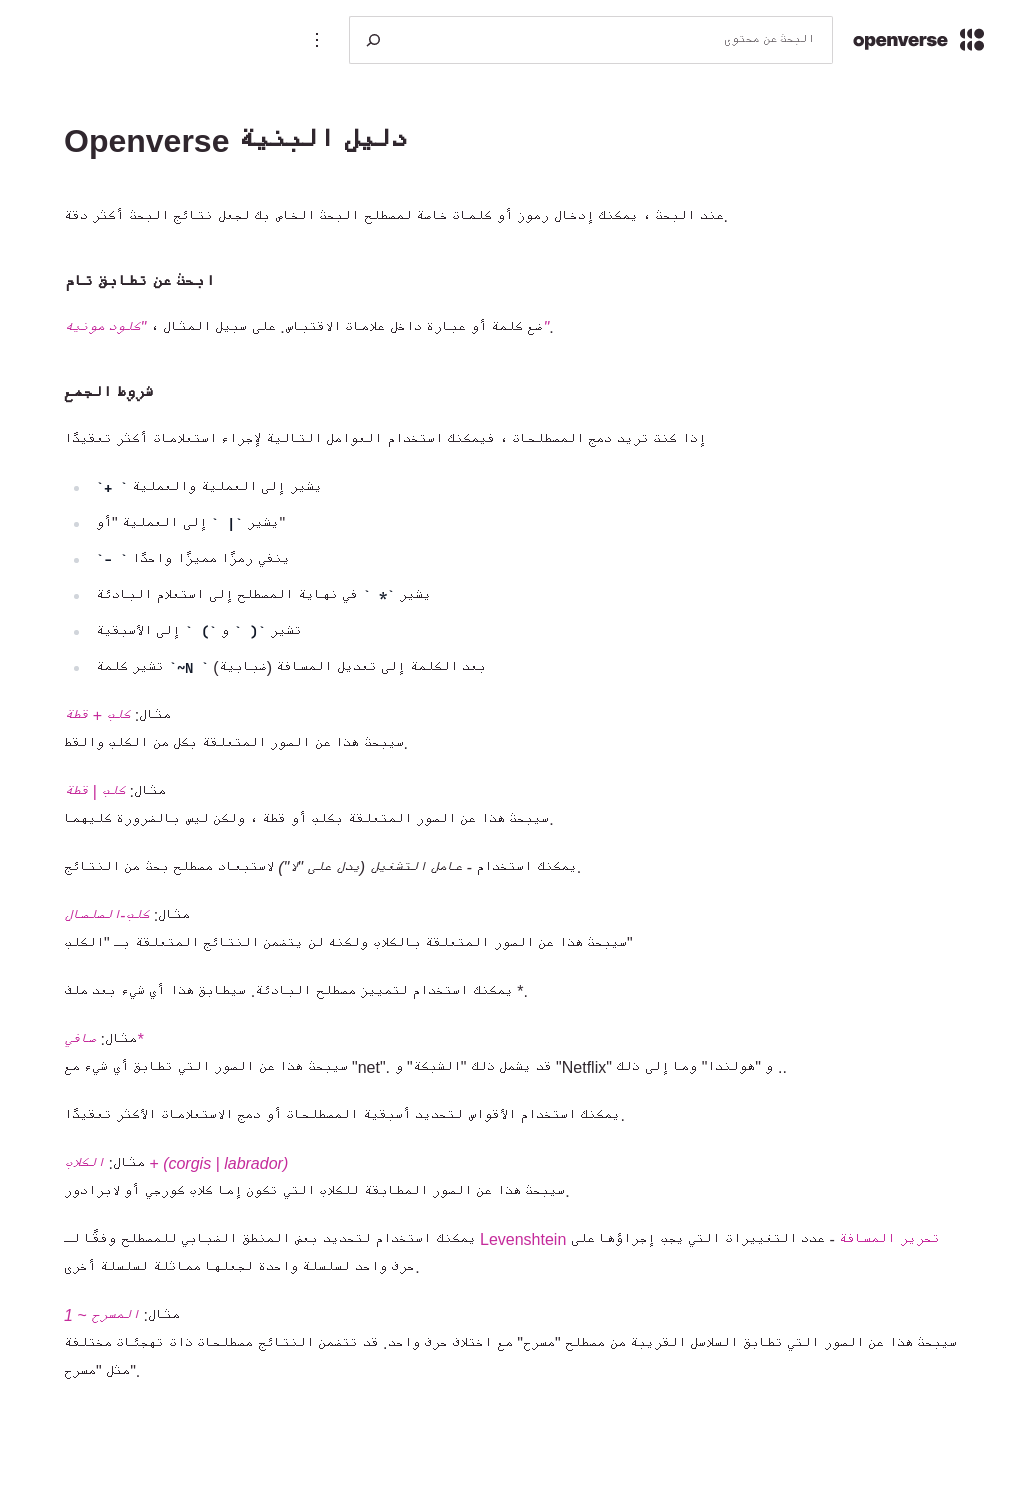 البحث عن محتوى
openverse
Openverse دليل البنية
عند البحث ، يمكنك إدخال رموز أو كلمات خاصة لمصطلح البحث الخاص بك لجعل نتائج البحث أكثر دقة.
ابحث عن تطابق تام
ضع كلمة أو عبارة داخل علامات الاقتباس. على سبيل المثال ، "كلود مونيه".
شروط الجمع
إذا كنت تريد دمج المصطلحات ، فيمكنك استخدام العوامل التالية لإجراء استعلامات أكثر تعقيدًا
يشير إلى العملية والعملية ` +`
يشير `| ` إلى العملية "أو"
ينفي رمزًا مميزًا واحدًا ` -`
يشير `* ` في نهاية المصطلح إلى استعلام البادئة
تشير `( ` و `) ` إلى الأسبقية
بعد الكلمة إلى تعديل المسافة (ضبابية) ` ~N` تشير كلمة
مثال: كلب + قطة
سيبحث هذا عن الصور المتعلقة بكل من الكلب والقط.
مثال: كلب | قطة
سيبحث هذا عن الصور المتعلقة بكلب أو قطة ، ولكن ليس بالضرورة كليهما.
يمكنك استخدام - عامل التشغيل (يدل على "لا") لاستبعاد مصطلح بحث من النتائج.
مثال: كلب-الملصال
سيبحث هذا عن الصور المتعلقة بالكلاب ولكنه لن يتضمن النتائج المتعلقة بـ "الكلب"
يمكنك استخدام لتمييز مصطلح البادئة. سيطابق هذا أي شيء بعد ملف *.
مثال: صافي*
سيبحث هذا عن الصور التي تطابق أي شيء مع "net". قد يشمل ذلك "الشبكة" و "Netflix" و "هولندا" وما إلى ذلك ..
يمكنك استخدام الأقواس لتحديد أسبقية المصطلحات أو دمج الاستعلامات الأكثر تعقيدًا.
مثال: الكلاب + (corgis | labrador)
سيبحث هذا عن الصور المطابقة للكلاب التي تكون إما كلاب كورجي أو لابرادور.
يمكنك استخدام لتحديد بعض المنطق الضبابي للمصطلح وفقًا لـ Levenshtein تحرير المسافة - عدد التغييرات التي يجب إجراؤها على
حرف واحد لسلسلة واحدة لجعلها مماثلة لسلسلة أخرى.
مثال: المسرح ~ 1
سيبحث هذا عن الصور التي تطابق السلاسل القريبة من مصطلح "مسرح" مع اختلاف حرف واحد. قد تتضمن النتائج مصطلحات ذات تهجئات مختلفة
مثل "مسرح".